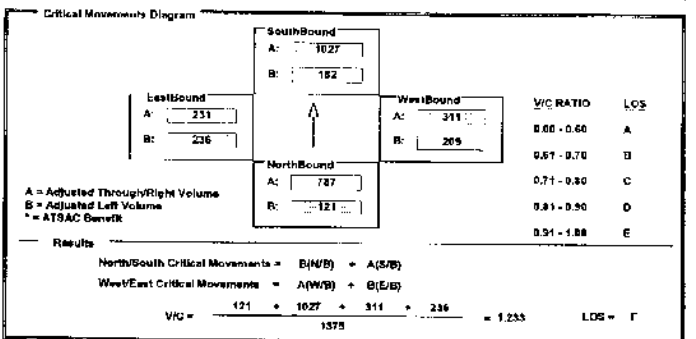 Critical Movements Diagram
SouthBound
A: 1027
B: 182
EastBound
A: 231
B: 236
WestBound
A: 311
B: 209
NorthBound
A: 787
B: 121
V/C RATIO LOS
0.00 - 0.60 A
0.61 - 0.70 B
0.71 - 0.80 C
0.81 - 0.90 D
0.91 - 1.00 E
A = Adjusted Through/Right Volume
B = Adjusted Left Volume
* = ATSAC Benefit
Results
North/South Critical Movements = B(N/B) + A(S/B)
West/East Critical Movements = A(W/B) + B(E/B)
V/C = 121 + 1027 + 311 + 236 = 1.233 LOS = F
1375